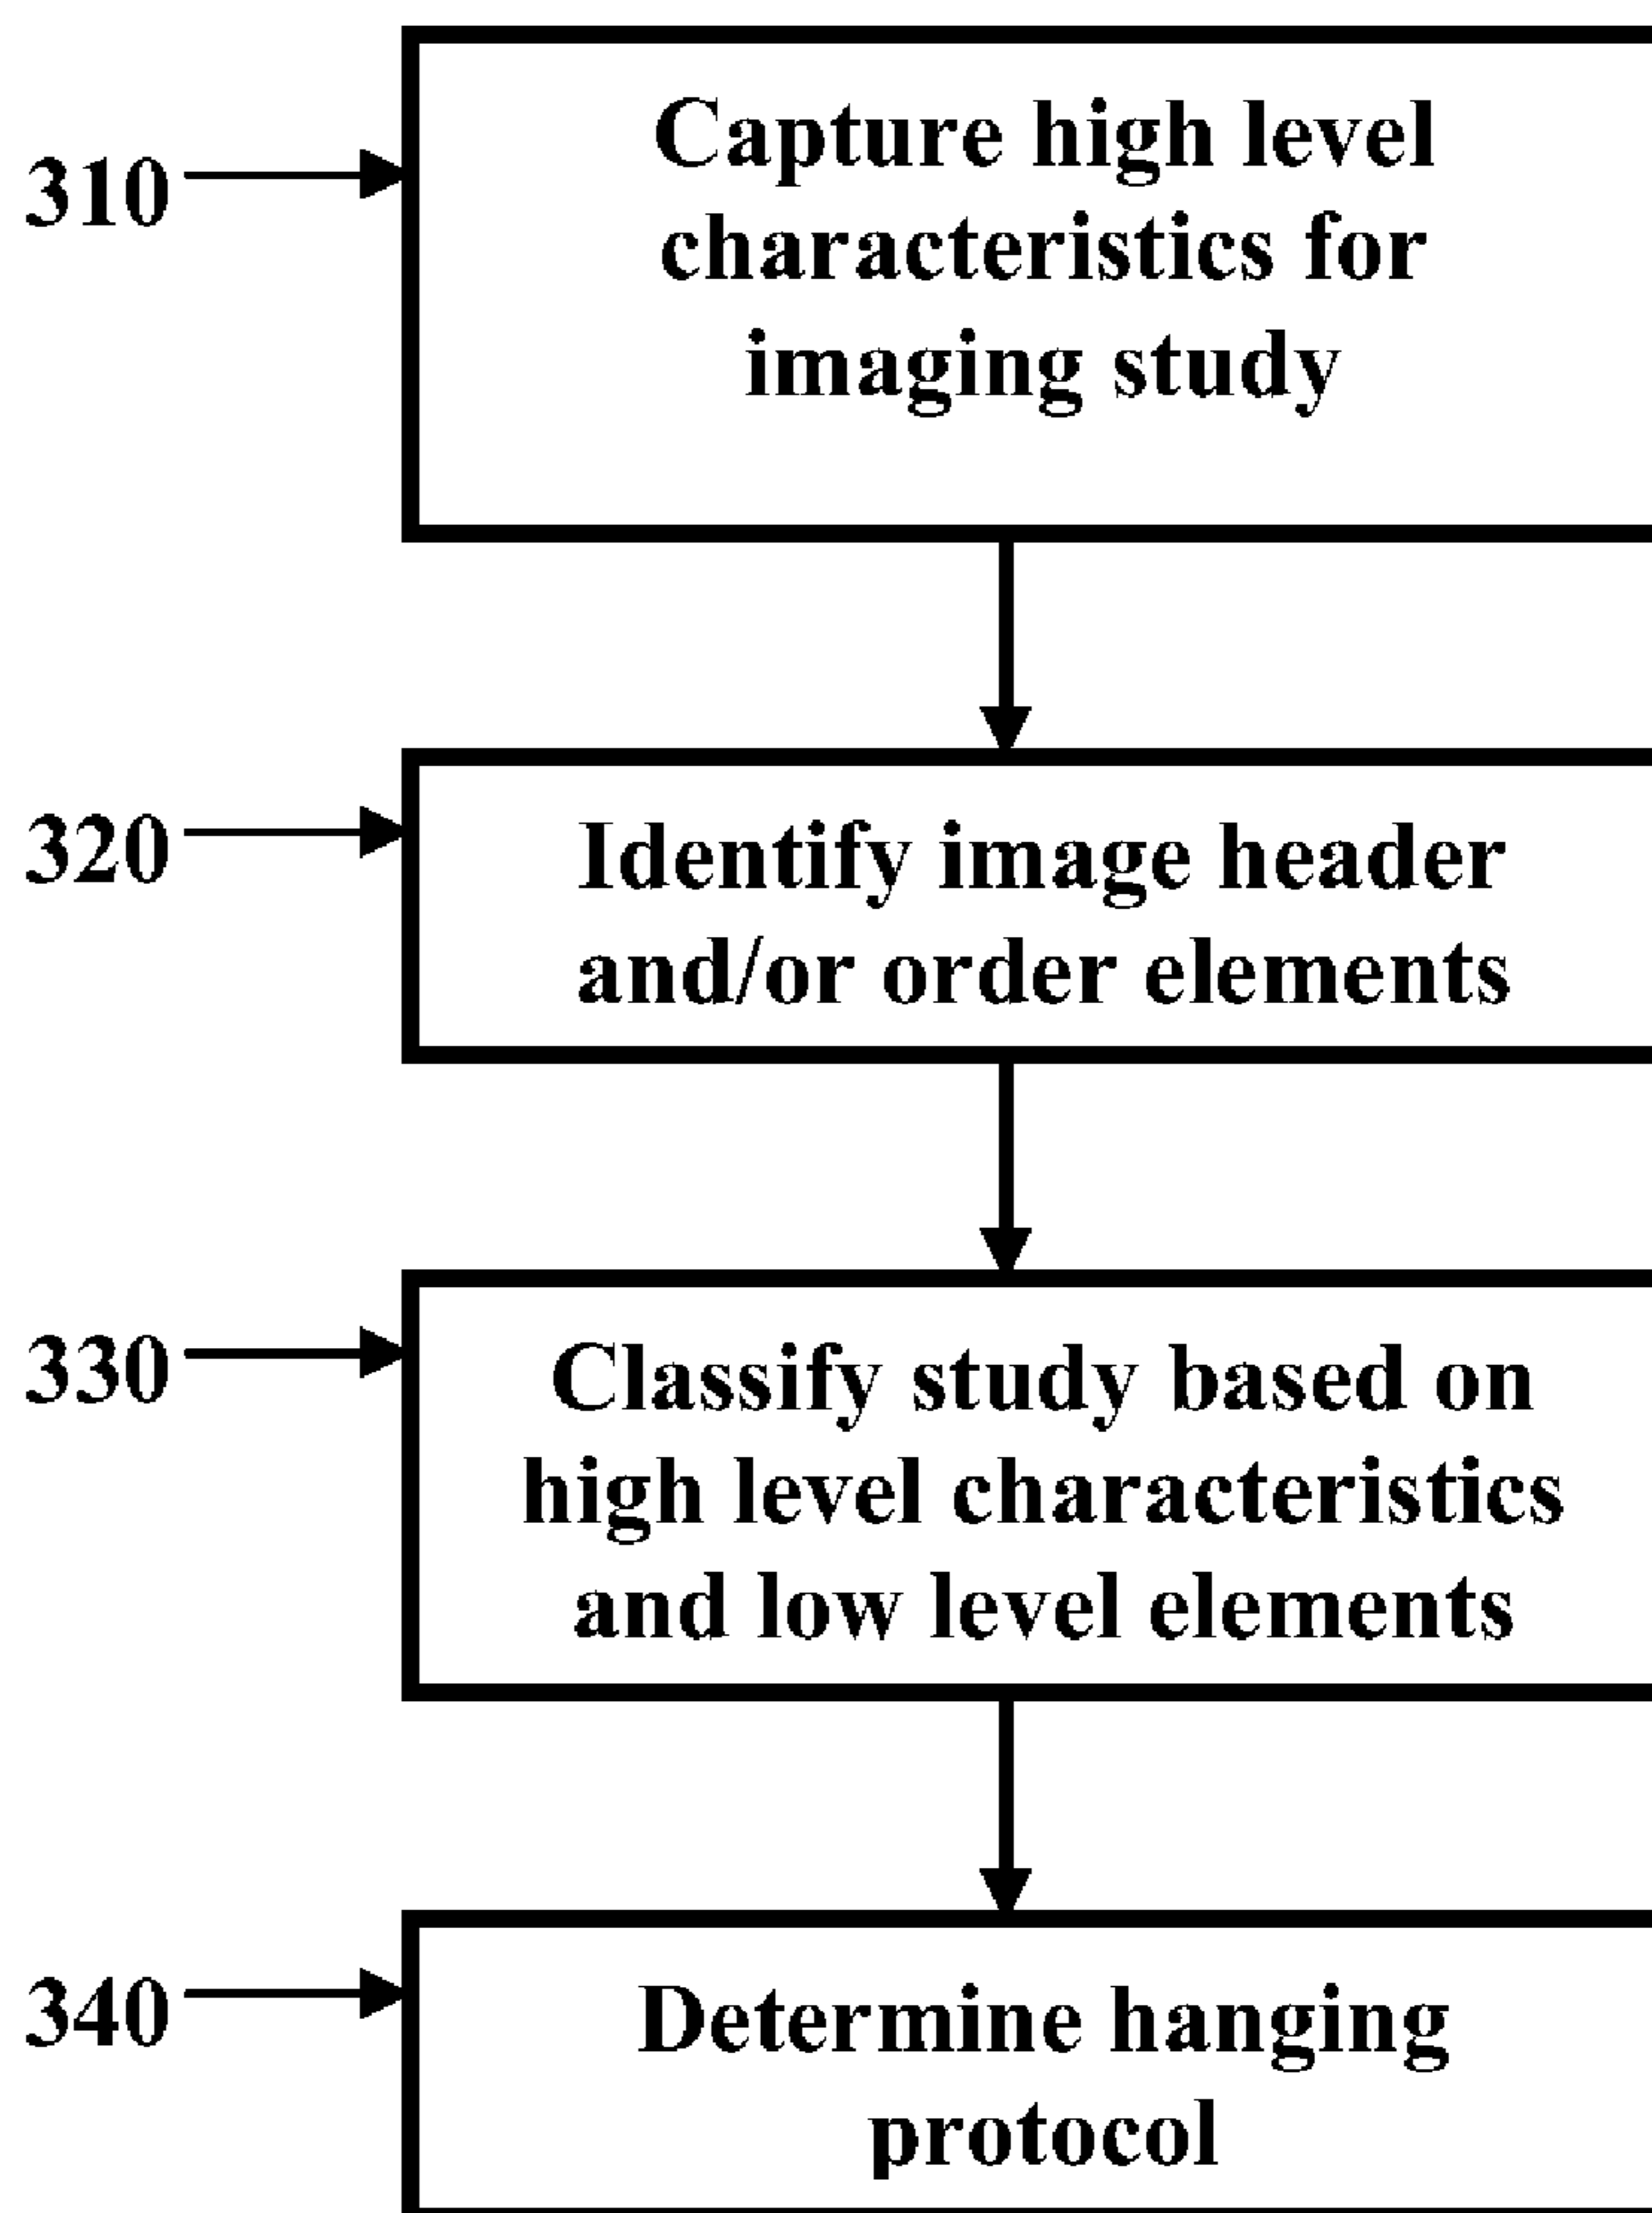 310
Capture high level
characteristics for
imaging study
320
Identify image header
and/or order elements
330
Classify study based on
high level characteristics
and low level elements
340
Determine hanging
protocol